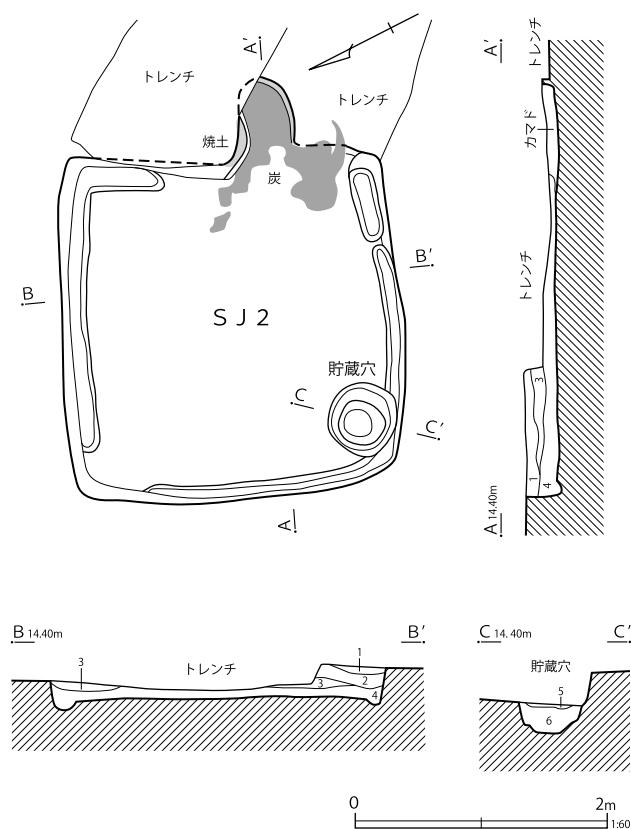 A′
トレンチ
トレンチ
焼土
炭
B
B′
ＳＪ２
貯蔵穴
C
C′
A
A′
トレンチ
カマド
トレンチ
3
1
4
A 14.40m
B 14.40m
B′
3
トレンチ
1
2
3
4
C 14.40m
C′
貯蔵穴
5
6
0
2m
1:60